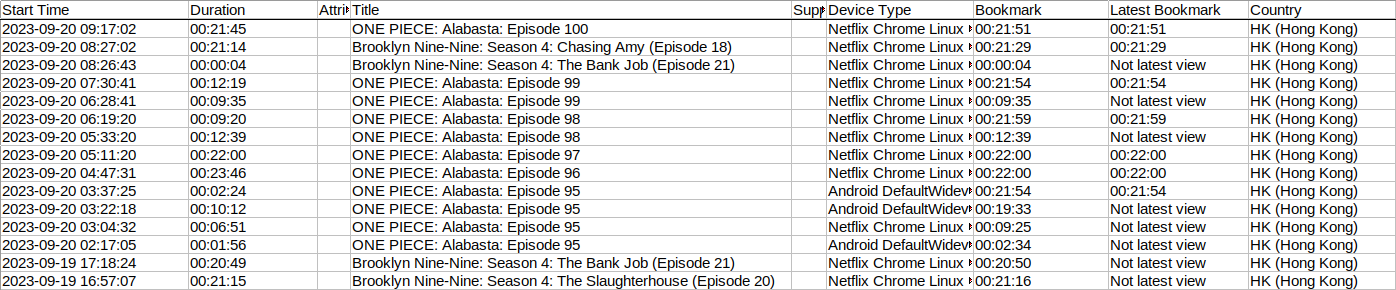 Start Time Duration Attri Title Supp Device Type Bookmark Latest Bookmark Country
2023-09-20 09:17:02 00:21:45 ONE PIECE: Alabasta: Episode 100 Netflix Chrome Linux 00:21:51 00:21:51 HK (Hong Kong)
2023-09-20 08:27:02 00:21:14 Brooklyn Nine-Nine: Season 4: Chasing Amy (Episode 18) Netflix Chrome Linux 00:21:29 00:21:29 HK (Hong Kong)
2023-09-20 08:26:43 00:00:04 Brooklyn Nine-Nine: Season 4: The Bank Job (Episode 21) Netflix Chrome Linux 00:00:04 Not latest view HK (Hong Kong)
2023-09-20 07:30:41 00:12:19 ONE PIECE: Alabasta: Episode 99 Netflix Chrome Linux 00:21:54 00:21:54 HK (Hong Kong)
2023-09-20 06:28:41 00:09:35 ONE PIECE: Alabasta: Episode 99 Netflix Chrome Linux 00:09:35 Not latest view HK (Hong Kong)
2023-09-20 06:19:20 00:09:20 ONE PIECE: Alabasta: Episode 98 Netflix Chrome Linux 00:21:59 00:21:59 HK (Hong Kong)
2023-09-20 05:33:20 00:12:39 ONE PIECE: Alabasta: Episode 98 Netflix Chrome Linux 00:12:39 Not latest view HK (Hong Kong)
2023-09-20 05:11:20 00:22:00 ONE PIECE: Alabasta: Episode 97 Netflix Chrome Linux 00:22:00 00:22:00 HK (Hong Kong)
2023-09-20 04:47:31 00:23:46 ONE PIECE: Alabasta: Episode 96 Netflix Chrome Linux 00:22:00 00:22:00 HK (Hong Kong)
2023-09-20 03:37:25 00:02:24 ONE PIECE: Alabasta: Episode 95 Android DefaultWidev 00:21:54 00:21:54 HK (Hong Kong)
2023-09-20 03:22:18 00:10:12 ONE PIECE: Alabasta: Episode 95 Android DefaultWidev 00:19:33 Not latest view HK (Hong Kong)
2023-09-20 03:04:32 00:06:51 ONE PIECE: Alabasta: Episode 95 Netflix Chrome Linux 00:09:25 Not latest view HK (Hong Kong)
2023-09-20 02:17:05 00:01:56 ONE PIECE: Alabasta: Episode 95 Android DefaultWidev 00:02:34 Not latest view HK (Hong Kong)
2023-09-19 17:18:24 00:20:49 Brooklyn Nine-Nine: Season 4: The Bank Job (Episode 21) Netflix Chrome Linux 00:20:50 Not latest view HK (Hong Kong)
2023-09-19 16:57:07 00:21:15 Brooklyn Nine-Nine: Season 4: The Slaughterhouse (Episode 20) Netflix Chrome Linux 00:21:16 Not latest view HK (Hong Kong)